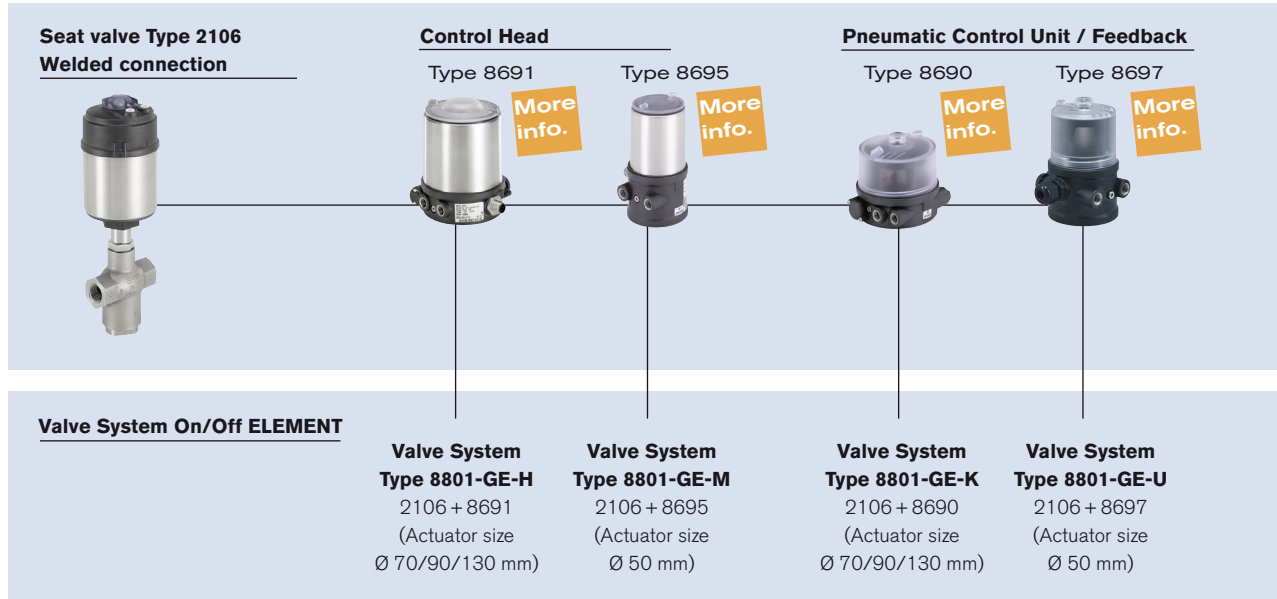 Seat valve Type 2106
Welded connection
Control Head
Type 8691
More
info.
Type 8695
More
info.
Pneumatic Control Unit / Feedback
Type 8690
More
info.
Type 8697
More
info.
Valve System On/Off ELEMENT
Valve System
Type 8801-GE-H
2106 + 8691
(Actuator size
Ø 70/90/130 mm)
Valve System
Type 8801-GE-M
2106 + 8695
(Actuator size
Ø 50 mm)
Valve System
Type 8801-GE-K
2106 + 8690
(Actuator size
Ø 70/90/130 mm)
Valve System
Type 8801-GE-U
2106 + 8697
(Actuator size
Ø 50 mm)